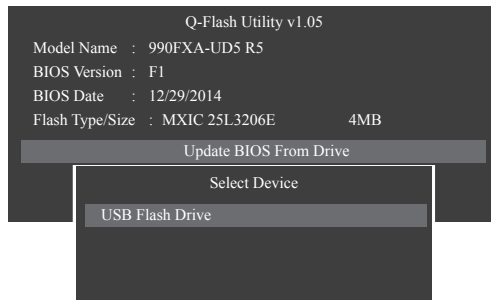 Q-Flash Utility v1.05
Model Name : 990FXA-UD5 R5
BIOS Version : F1
BIOS Date : 12/29/2014
Flash Type/Size : MXIC 25L3206E 4MB
Update BIOS From Drive
Select Device
USB Flash Drive